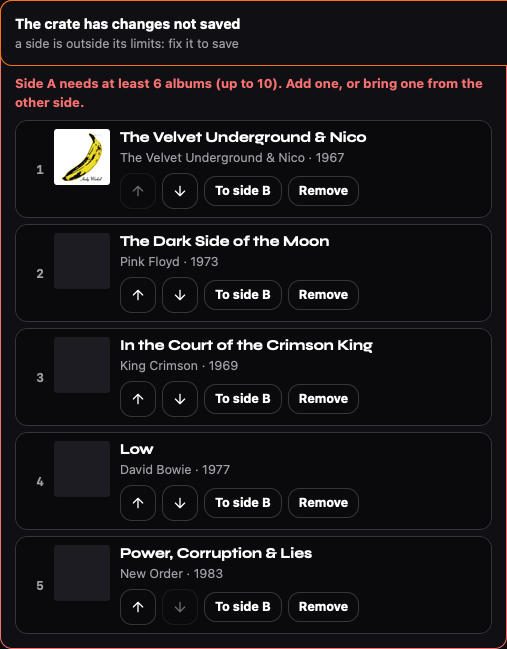 The crate has changes not saved
a side is outside its limits: fix it to save
Side A needs at least 6 albums (up to 10). Add one, or bring one from the
other side.
1
The Velvet Underground & Nico
The Velvet Underground & Nico · 1967
↑ ↓ To side B Remove
2
The Dark Side of the Moon
Pink Floyd · 1973
↑ ↓ To side B Remove
3
In the Court of the Crimson King
King Crimson · 1969
↑ ↓ To side B Remove
4
Low
David Bowie · 1977
↑ ↓ To side B Remove
5
Power, Corruption & Lies
New Order · 1983
↑ ↓ To side B Remove